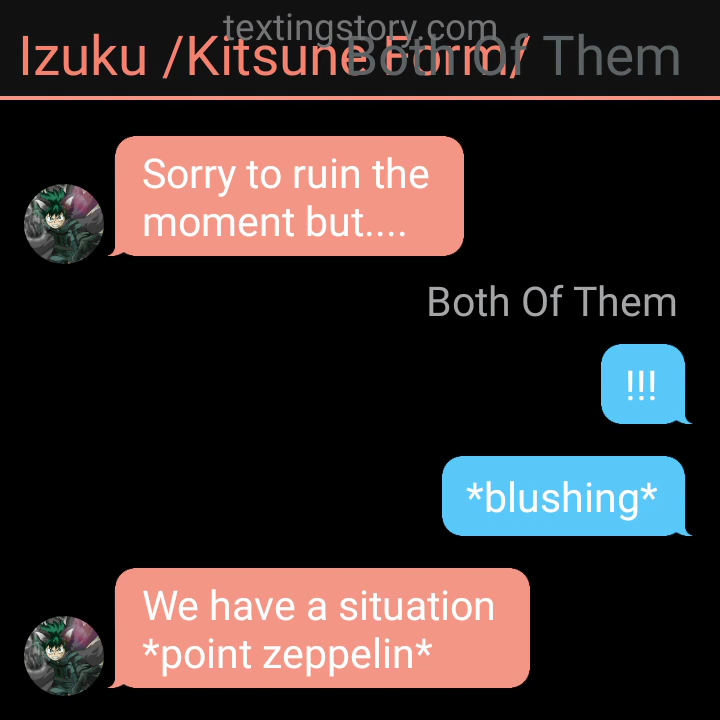 textingstory.com
Izuku /Kitsune Form/
Both Of Them
Sorry to ruin the
moment but....
Both Of Them
!!!
*blushing*
We have a situation
*point zeppelin*